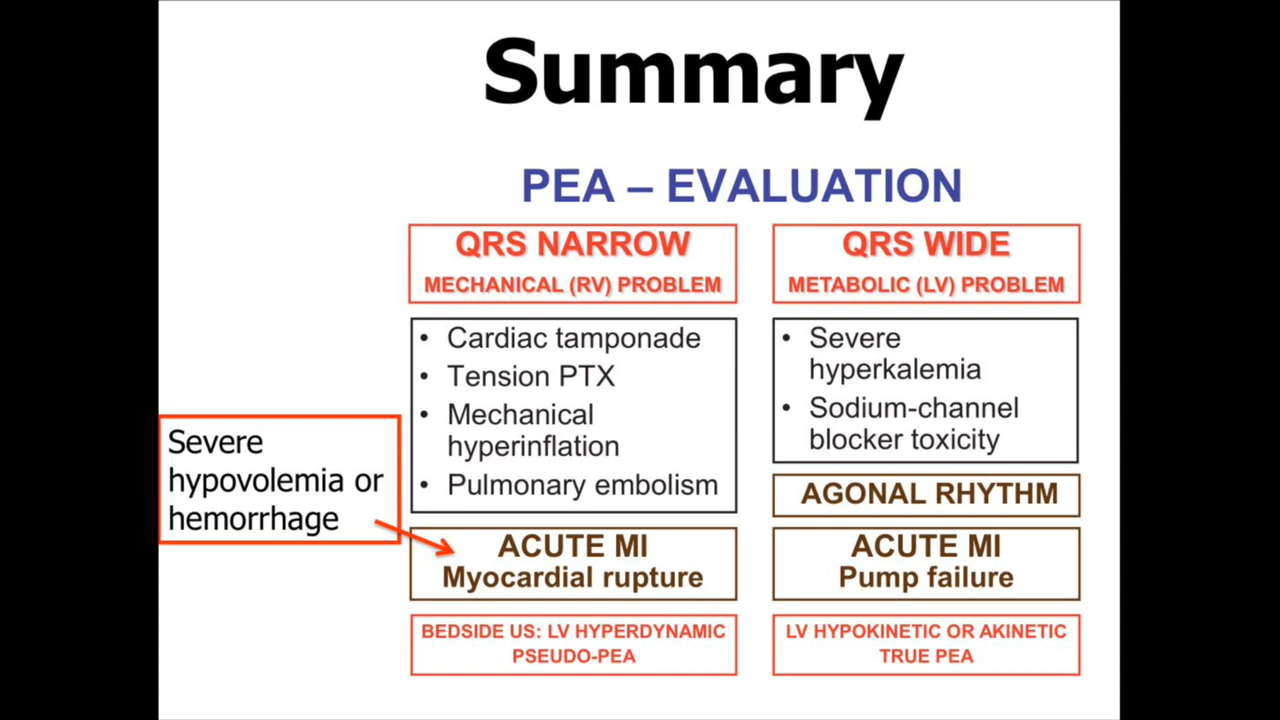 Summary
PEA – EVALUATION
QRS NARROW
MECHANICAL (RV) PROBLEM
• Cardiac tamponade
• Tension PTX
• Mechanical
hyperinflation
• Pulmonary embolism
Severe
hypovolemia or
hemorrhage
ACUTE MI
Myocardial rupture
BEDSIDE US: LV HYPERDYNAMIC
PSEUDO-PEA
QRS WIDE
METABOLIC (LV) PROBLEM
• Severe
hyperkalemia
• Sodium-channel
blocker toxicity
AGONAL RHYTHM
ACUTE MI
Pump failure
LV HYPOKINETIC OR AKINETIC
TRUE PEA